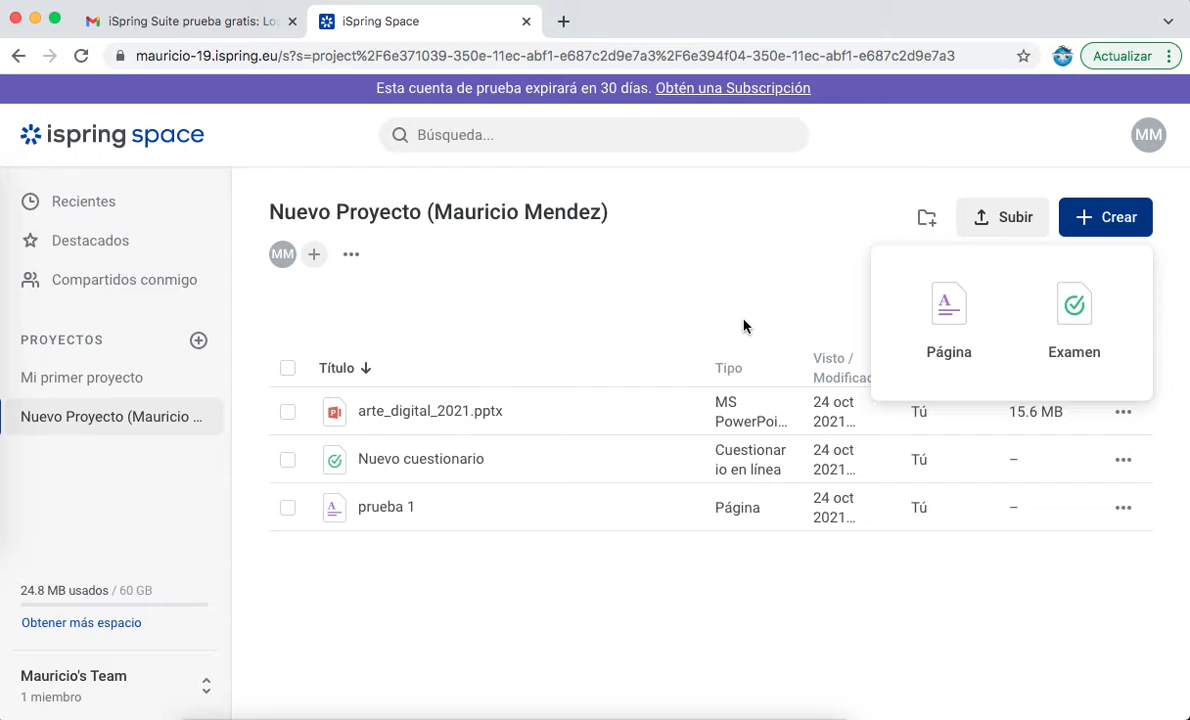 iSpring Suite prueba gratis: Lo
iSpring Space
mauricio-19.ispring.eu/s?s=project%2F6e371039-350e-11ec-abf1-e687c2d9e7a3%2F6e394f04-350e-11ec-abf1-e687c2d9e7a3
Actualizar
Esta cuenta de prueba expirará en 30 días. Obtén una Subscripción
ispring space
Búsqueda...
MM
Recientes
Destacados
Compartidos conmigo
PROYECTOS
Mi primer proyecto
Nuevo Proyecto (Mauricio ...
24.8 MB usados / 60 GB
Obtener más espacio
Mauricio's Team
1 miembro
Nuevo Proyecto (Mauricio Mendez)
Subir
Crear
MM
Página
Examen
Título
Tipo
Visto /
Modificad
arte_digital_2021.pptx
MS
PowerPoi...
24 oct
2021...
Tú
15.6 MB
Nuevo cuestionario
Cuestionar
io en línea
24 oct
2021...
Tú
–
prueba 1
Página
24 oct
2021...
Tú
–